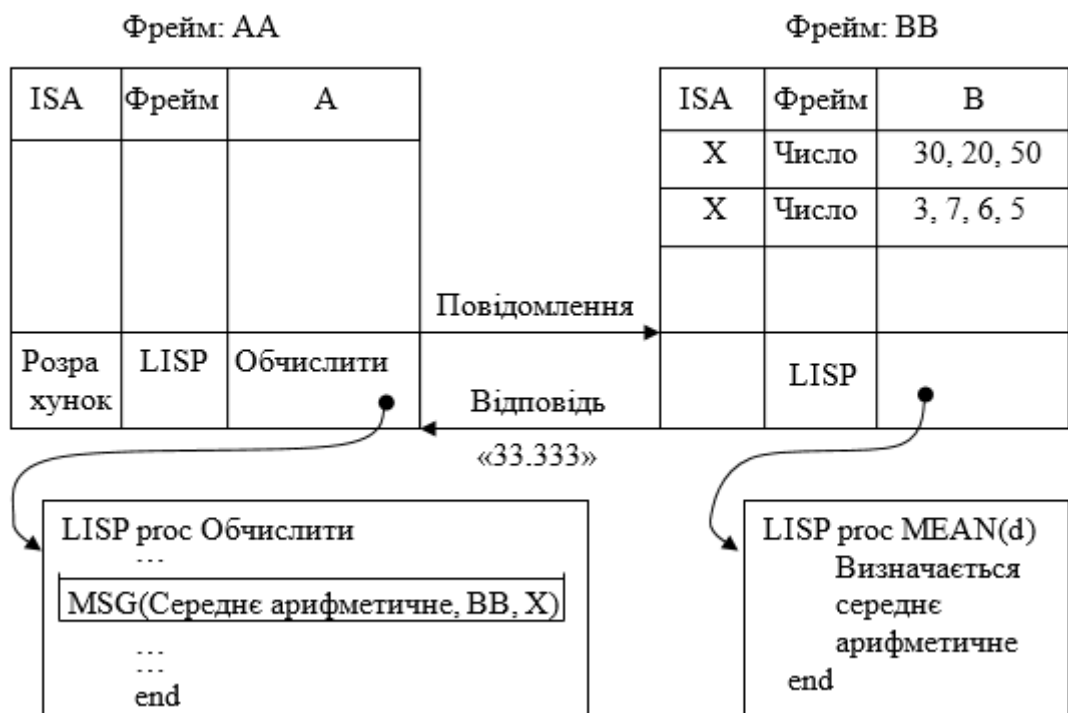 Фрейм: АА
Фрейм: ВВ
ISA Фрейм А
ISA Фрейм В
Х Число 30, 20, 50
Х Число 3, 7, 6, 5
Повідомлення
Розра
хунок
LISP Обчислити
LISP
Відповідь
«33.333»
LISP proc Обчислити
...
MSG(Середнє арифметичне, ВВ, Х)
...
...
end
LISP proc MEAN(d)
Визначається
середнє
арифметичне
end